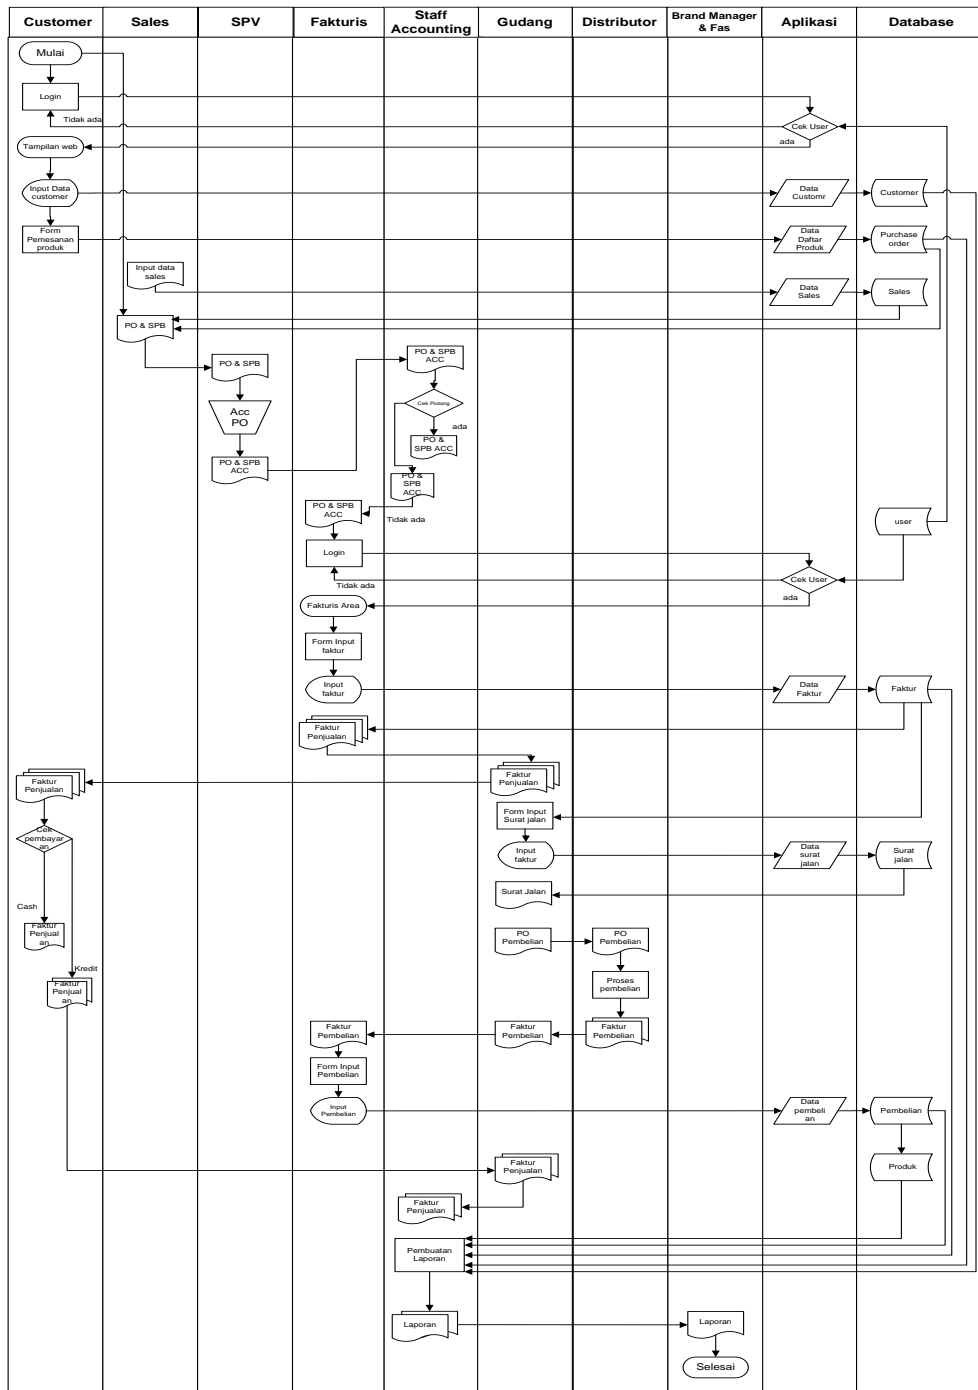 Customer
Sales
SPV
Fakturis
Staff
Accounting
Gudang
Distributor
Brand Manager
& Fas
Aplikasi
Database
Mulai
Login
Tidak ada
Cek User
ada
Tampilan web
Input Data
customer
Data
Customr
Customer
Form
Pemesanan
produk
Data
Daftar
Produk
Purchase
order
Input data
sales
Data
Sales
Sales
PO & SPB
PO & SPB
PO & SPB
ACC
Acc
PO
Cek Piutang
ada
PO &
SPB ACC
PO & SPB
ACC
PO &
SPB
ACC
PO & SPB
ACC
Tidak ada
user
Login
Tidak ada
Cek User
ada
Fakturis Area
Form Input
faktur
Input
faktur
Data
Faktur
Faktur
Faktur
Penjualan
Faktur
Penjualan
Faktur
Penjualan
Form Input
Surat jalan
Cek
pembayar
an
Input
faktur
Data
surat
jalan
Surat
jalan
Surat Jalan
Cash
Faktur
Penjual
an
PO
Pembelian
PO
Pembelian
Kredit
Faktur
Penjual
an
Proses
pembelian
Faktur
Pembelian
Faktur
Pembelian
Faktur
Pembelian
Form Input
Pembelian
Input
Pembelian
Data
pembeli
an
Pembelian
Faktur
Penjualan
Produk
Faktur
Penjualan
Pembuatan
Laporan
Laporan
Laporan
Selesai